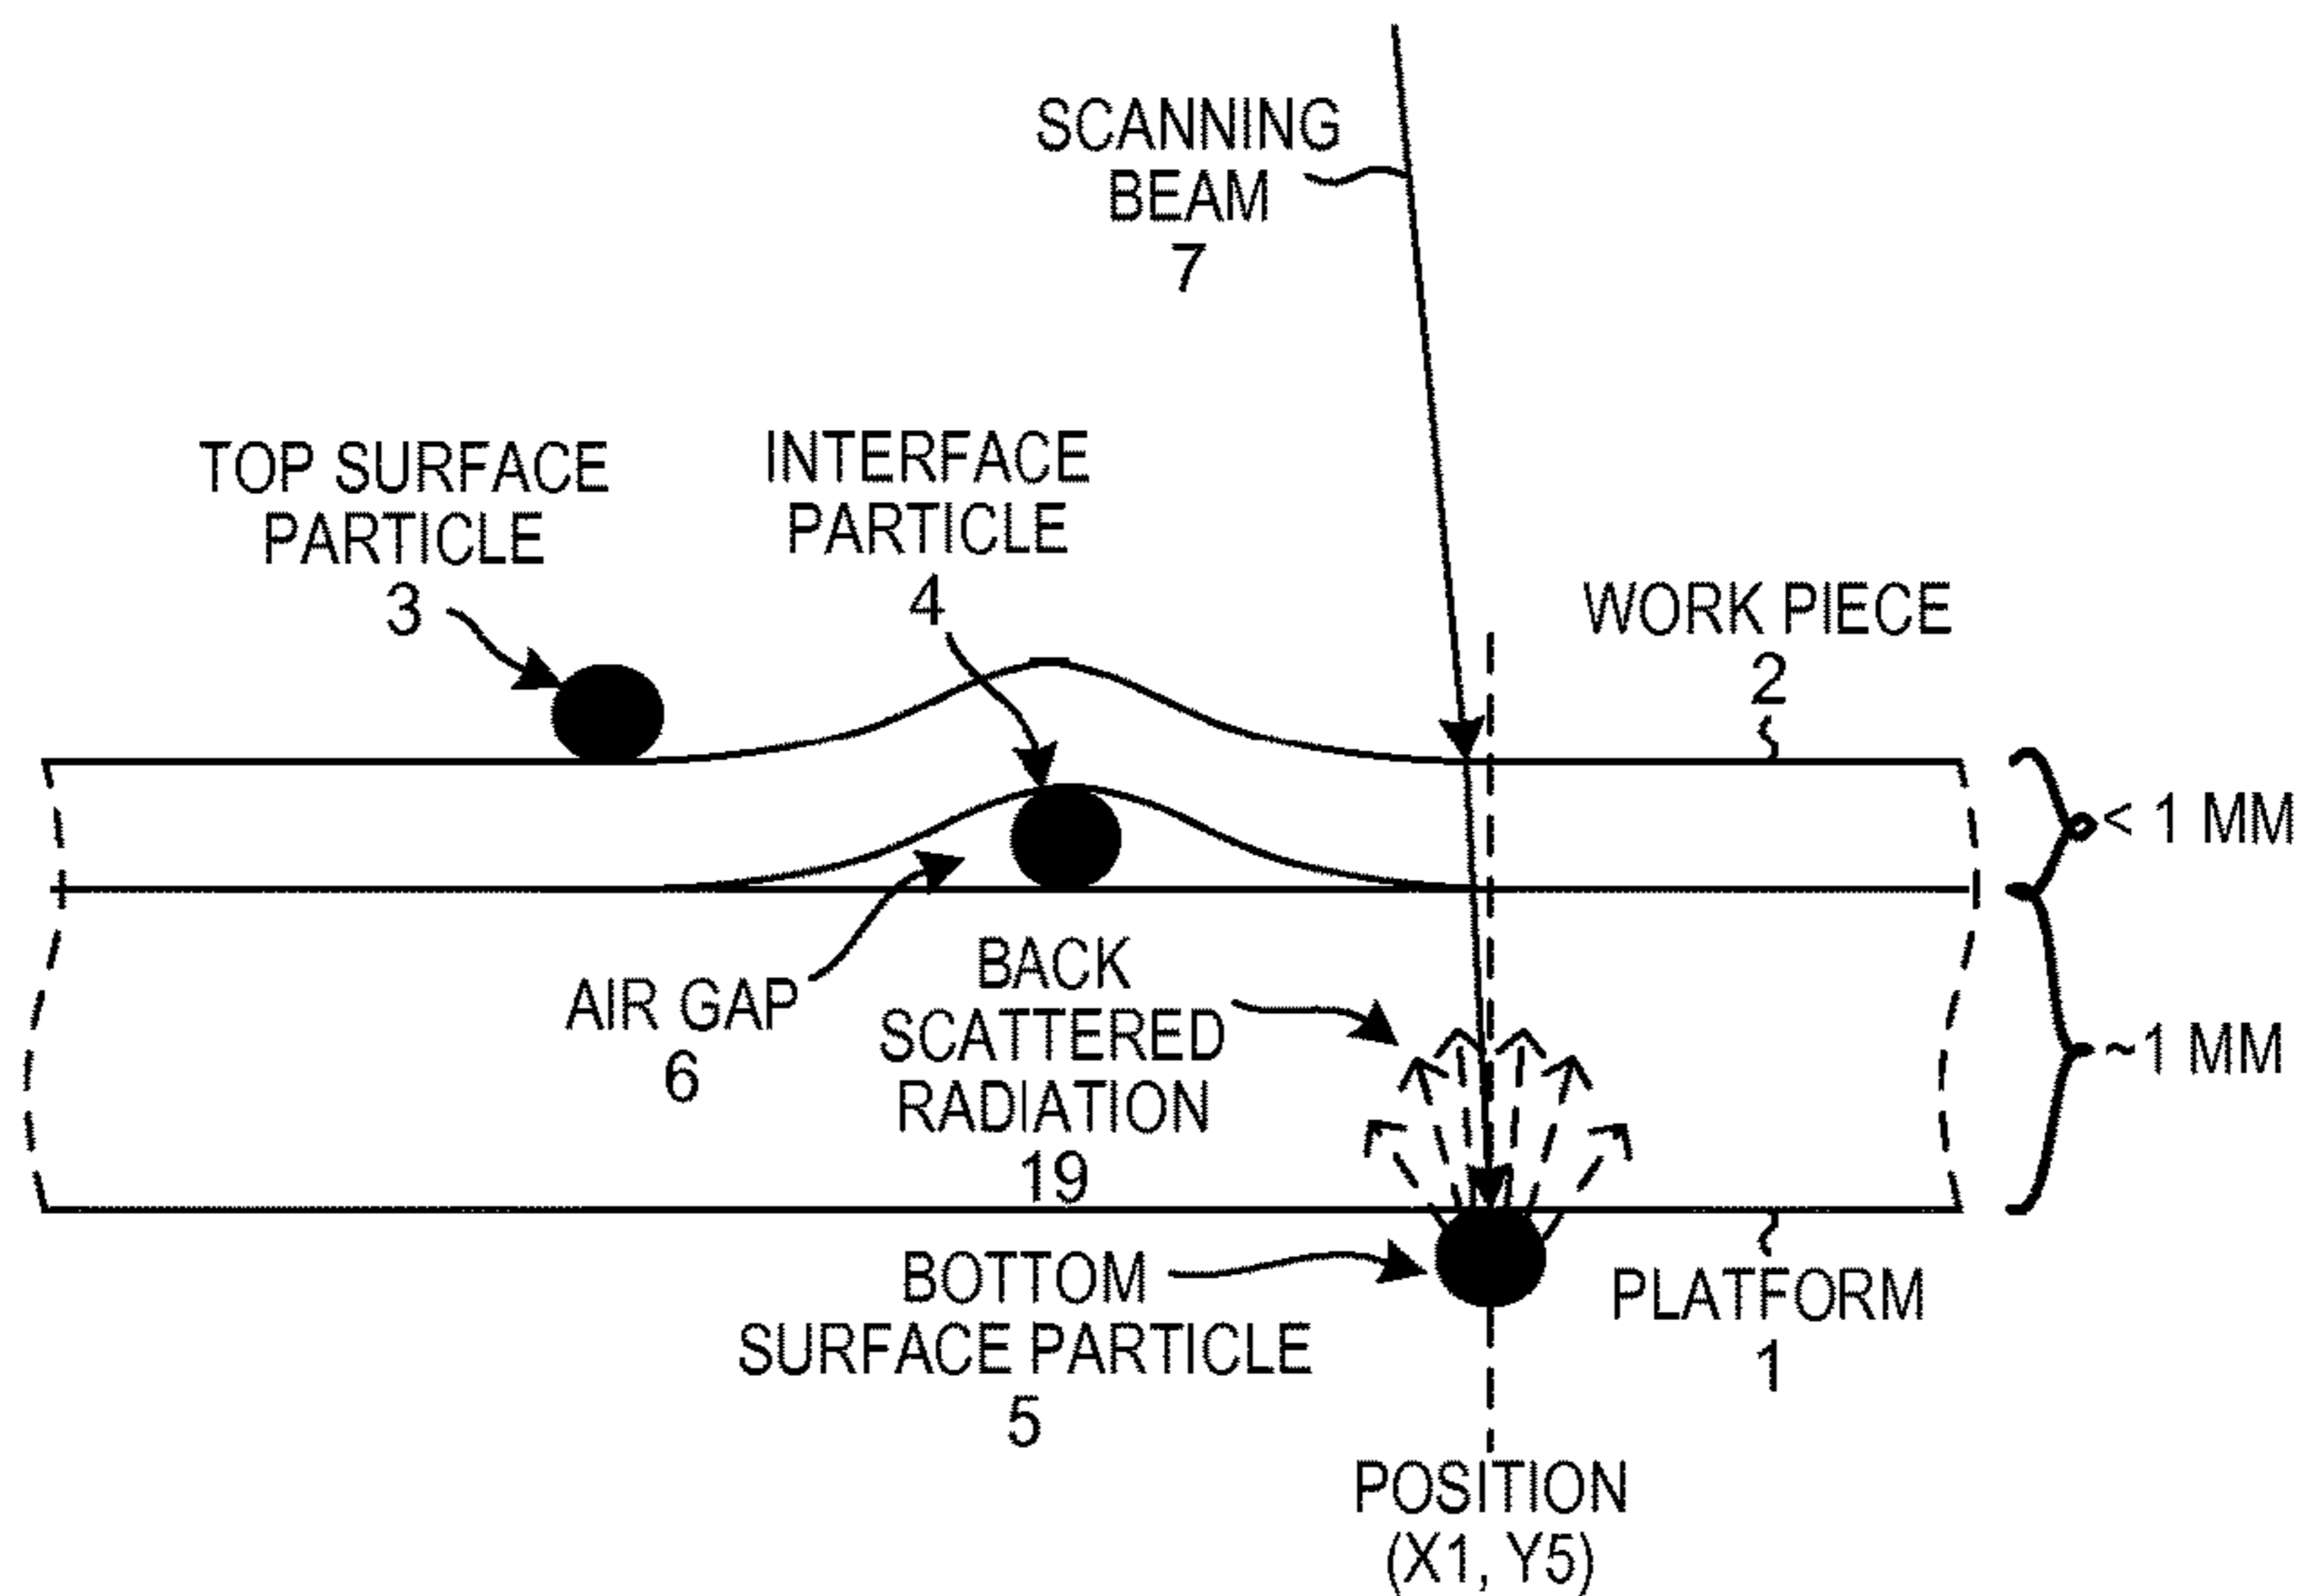 SCANNING
BEAM
7
TOP SURFACE
PARTICLE
3
INTERFACE
PARTICLE
4
WORK PIECE
2
< 1 MM
AIR GAP
6
BACK
SCATTERED
RADIATION
19
~1 MM
BOTTOM
SURFACE PARTICLE
5
PLATFORM
1
POSITION
(X1, Y5)